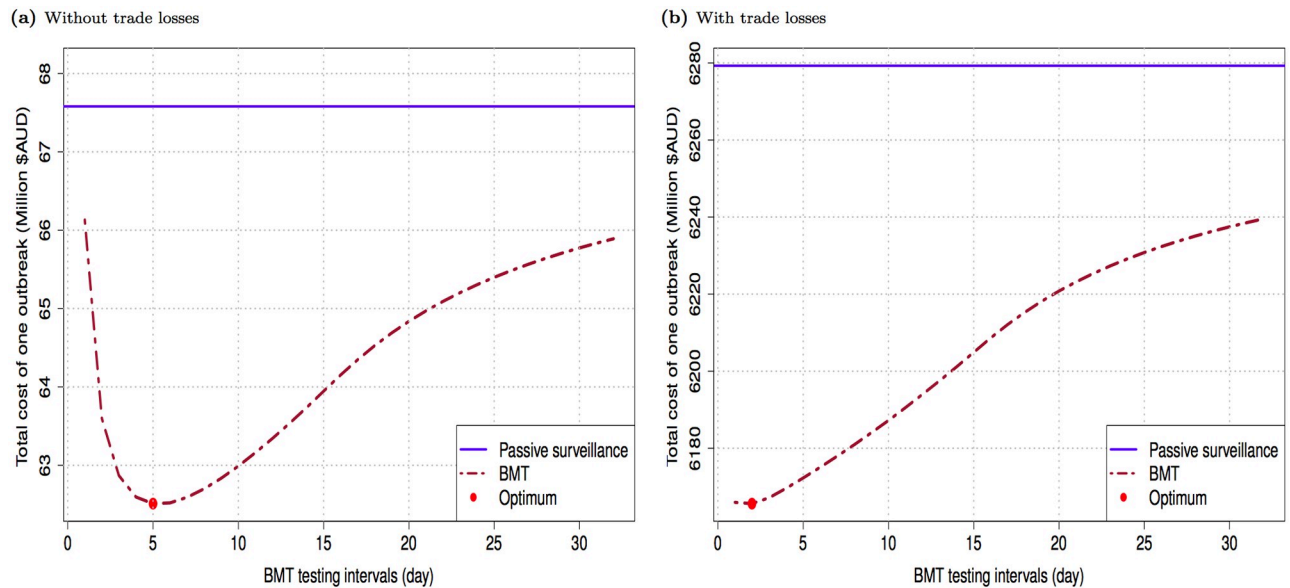 (a) Without trade losses
Total cost of one outbreak (Million $AUD)
68
67
66
65
64
63
0 5 10 15 20 25 30
BMT testing intervals (day)
Passive surveillance
BMT
Optimum
(b) With trade losses
Total cost of one outbreak (Million $AUD)
6280
6260
6240
6220
6200
6180
0 5 10 15 20 25 30
BMT testing intervals (day)
Passive surveillance
BMT
Optimum